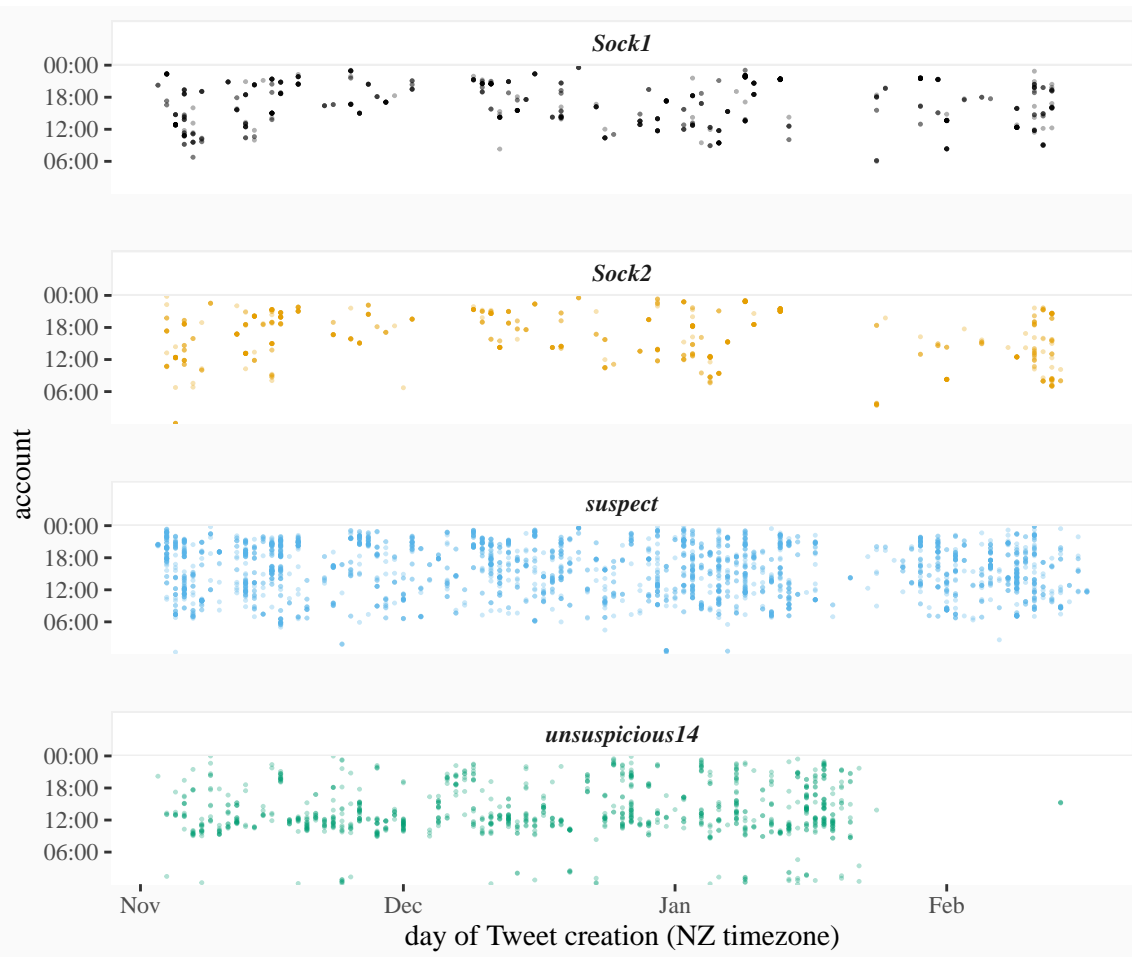 Sock1
00:00
18:00
12:00
06:00
Sock2
00:00
18:00
12:00
06:00
suspect
00:00
18:00
12:00
06:00
unsuspicious14
00:00
18:00
12:00
06:00
account
Nov Dec Jan Feb
day of Tweet creation (NZ timezone)